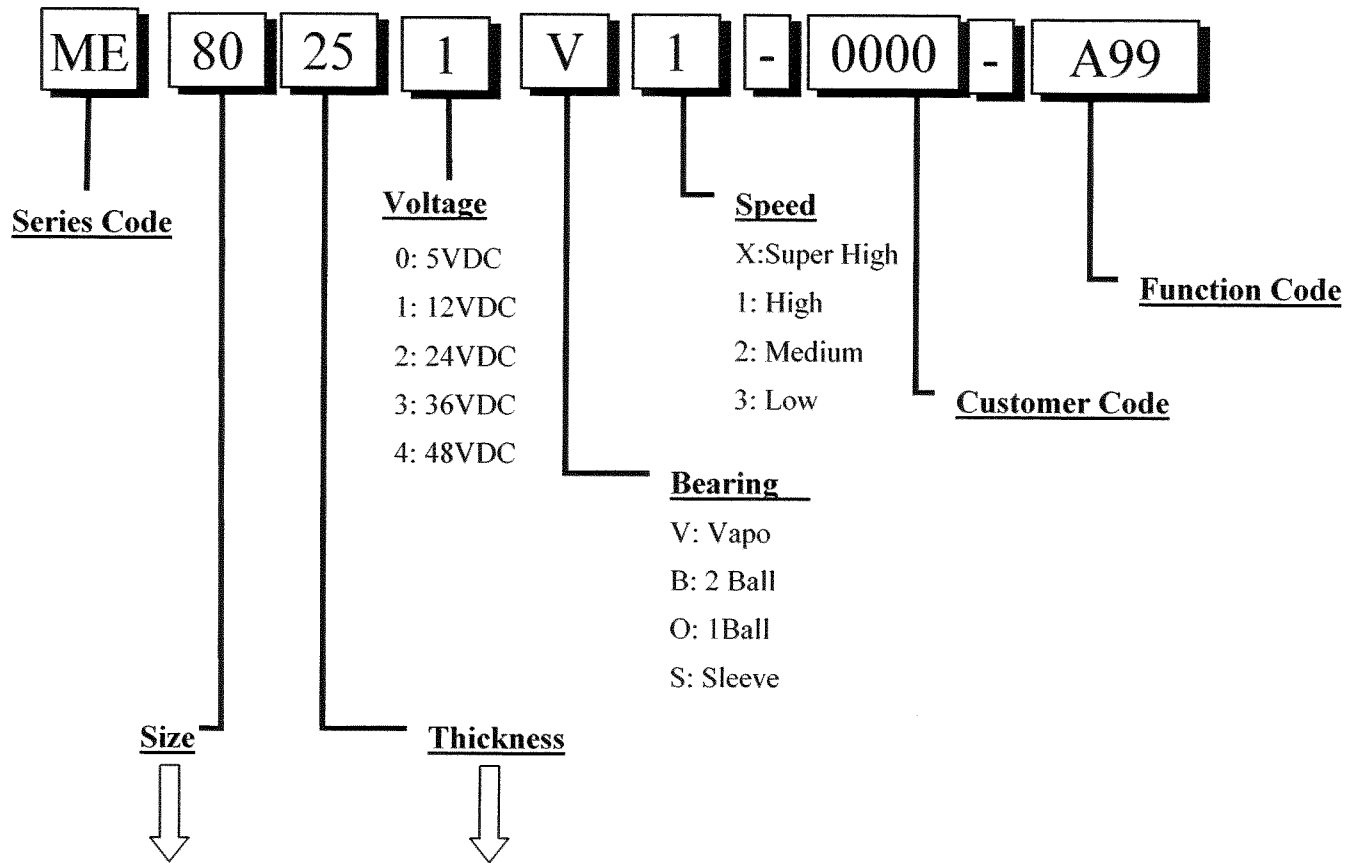 ME 80 25 1 V 1 - 0000 - A99
Series Code
Voltage
0: 5VDC
1: 12VDC
2: 24VDC
3: 36VDC
4: 48VDC
Speed
X:Super High
1: High
2: Medium
3: Low
Function Code
Customer Code
Bearing
V: Vapo
B: 2 Ball
O: 1Ball
S: Sleeve
Size
Thickness